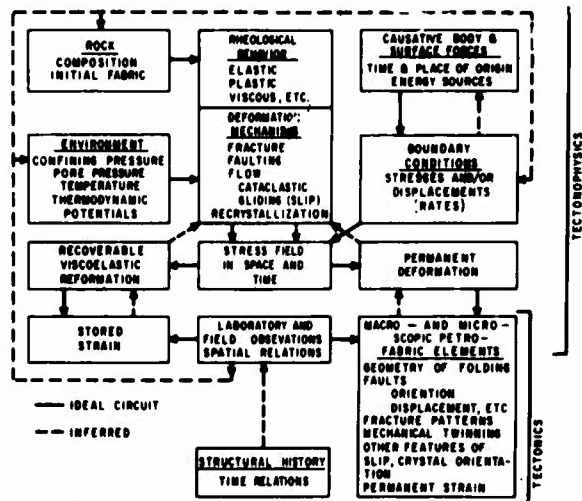 ROCK
COMPOSITION
INITIAL FABRIC
RHEOLOGICAL
BEHAVIOR
ELASTIC
PLASTIC
VISCOUS, ETC.
CAUSATIVE BODY &
SURFACE FORCES
TIME & PLACE OF ORIGIN
ENERGY SOURCES
ENVIRONMENT
CONFINING PRESSURE
PORE PRESSURE
TEMPERATURE
THERMODYNAMIC
POTENTIALS
DEFORMATION:
MECHANISMS
FRACTURE
FAULTING
FLOW
CATACLASTIC
GLIDING (SLIP)
RECRYSTALLIZATION
BOUNDARY
CONDITIONS
STRESSES AND/OR
DISPLACEMENTS
(RATES)
TECTONOPHYSICS
RECOVERABLE
VISCOELASTIC
REFORMATION
STRESS FIELD
IN SPACE AND
TIME
PERMANENT
DEFORMATION
STORED
STRAIN
LABORATORY AND
FIELD OBSEVATIONS
SPATIAL RELATIONS
MACRO - AND MICRO -
SCOPIC PETRO-
FABRIC ELEMENTS
GEOMETRY OF FOLDING
FAULTS
ORIENTION
DISPLACEMENT, ETC
FRACTURE PATTERNS
MECHANICAL TWINNING
OTHER FEATURES OF
SLIP, CRYSTAL ORIENTA-
TION
PERMANENT STRAIN
TECTONICS
IDEAL CIRCUIT
INFERRED
STRUCTURAL HISTORY
TIME RELATIONS